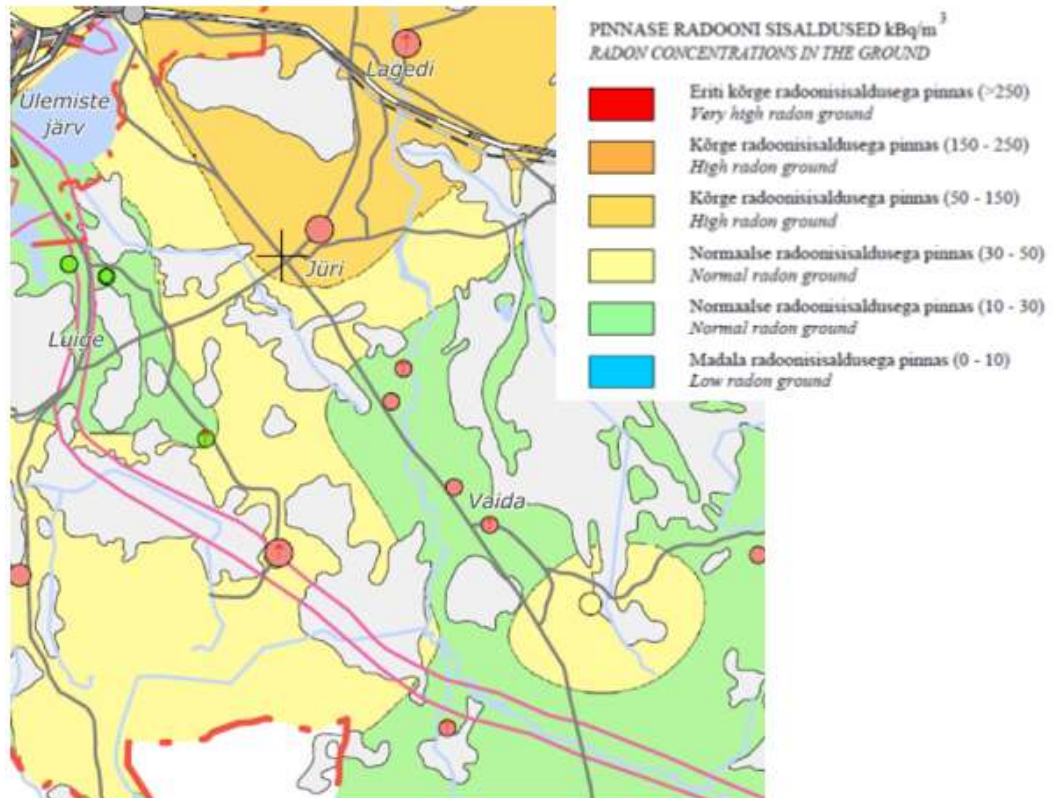 Ülemiste
järv
Lagedi
Jüri
Luige
Vaida
PINNASE RADOONI SISALDUSED kBq/m3
RADON CONCENTRATIONS IN THE GROUND
Eriti kõrge radoonisisaldusega pinnas (>250)
Very high radon ground
Kõrge radoonisisaldusega pinnas (150 - 250)
High radon ground
Kõrge radoonisisaldusega pinnas (50 - 150)
High radon ground
Normaalse radoonisisaldusega pinnas (30 - 50)
Normal radon ground
Normaalse radoonisisaldusega pinnas (10 - 30)
Normal radon ground
Madala radoonisisaldusega pinnas (0 - 10)
Low radon ground